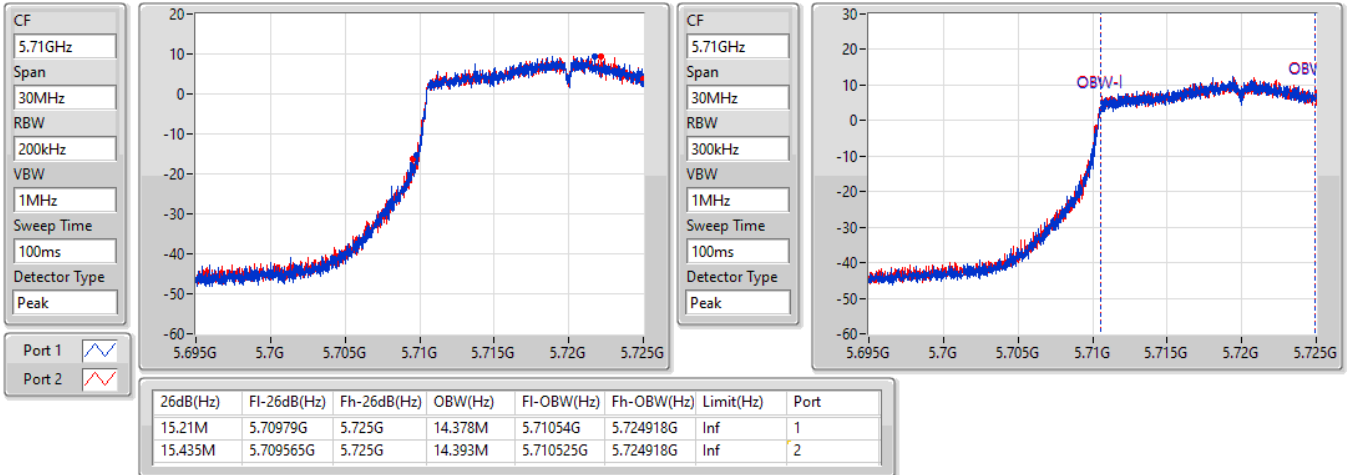 CF
5.71GHz
Span
30MHz
RBW
200kHz
VBW
1MHz
Sweep Time
100ms
Detector Type
Peak
Port 1
Port 2
20
10
0
-10
-20
-30
-40
-50
-60
5.695G 5.7G 5.705G 5.71G 5.715G 5.72G 5.725G
CF
5.71GHz
Span
30MHz
RBW
300kHz
VBW
1MHz
Sweep Time
100ms
Detector Type
Peak
30
20
10
0
-10
-20
-30
-40
-50
-60
OBW-l
5.695G 5.7G 5.705G 5.71G 5.715G 5.72G 5.725G
26dB(Hz) Fl-26dB(Hz) Fh-26dB(Hz) OBW(Hz) Fl-OBW(Hz) Fh-OBW(Hz) Limit(Hz) Port
15.21M 5.70979G 5.725G 14.378M 5.71054G 5.724918G Inf 1
15.435M 5.709565G 5.725G 14.393M 5.710525G 5.724918G Inf 2